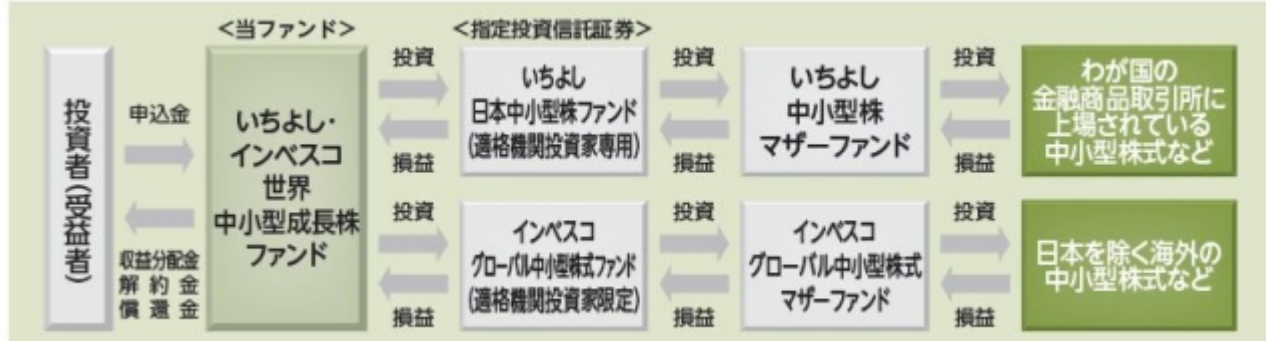 <当ファンド>
<指定投資信託証券>
投資者(受益者)
申込金
収益分配金
解約金
償還金
いちよし・
インベスコ
世界
中小型成長株
ファンド
投資
損益
いちよし
日本中小型株ファンド
(適格機関投資家専用)
投資
損益
いちよし
中小型株
マザーファンド
投資
損益
わが国の
金融商品取引所に
上場されている
中小型株式など
投資
損益
インベスコ
グローバル中小型株式ファンド
(適格機関投資家限定)
投資
損益
インベスコ
グローバル中小型株式
マザーファンド
投資
損益
日本を除く海外の
中小型株式など